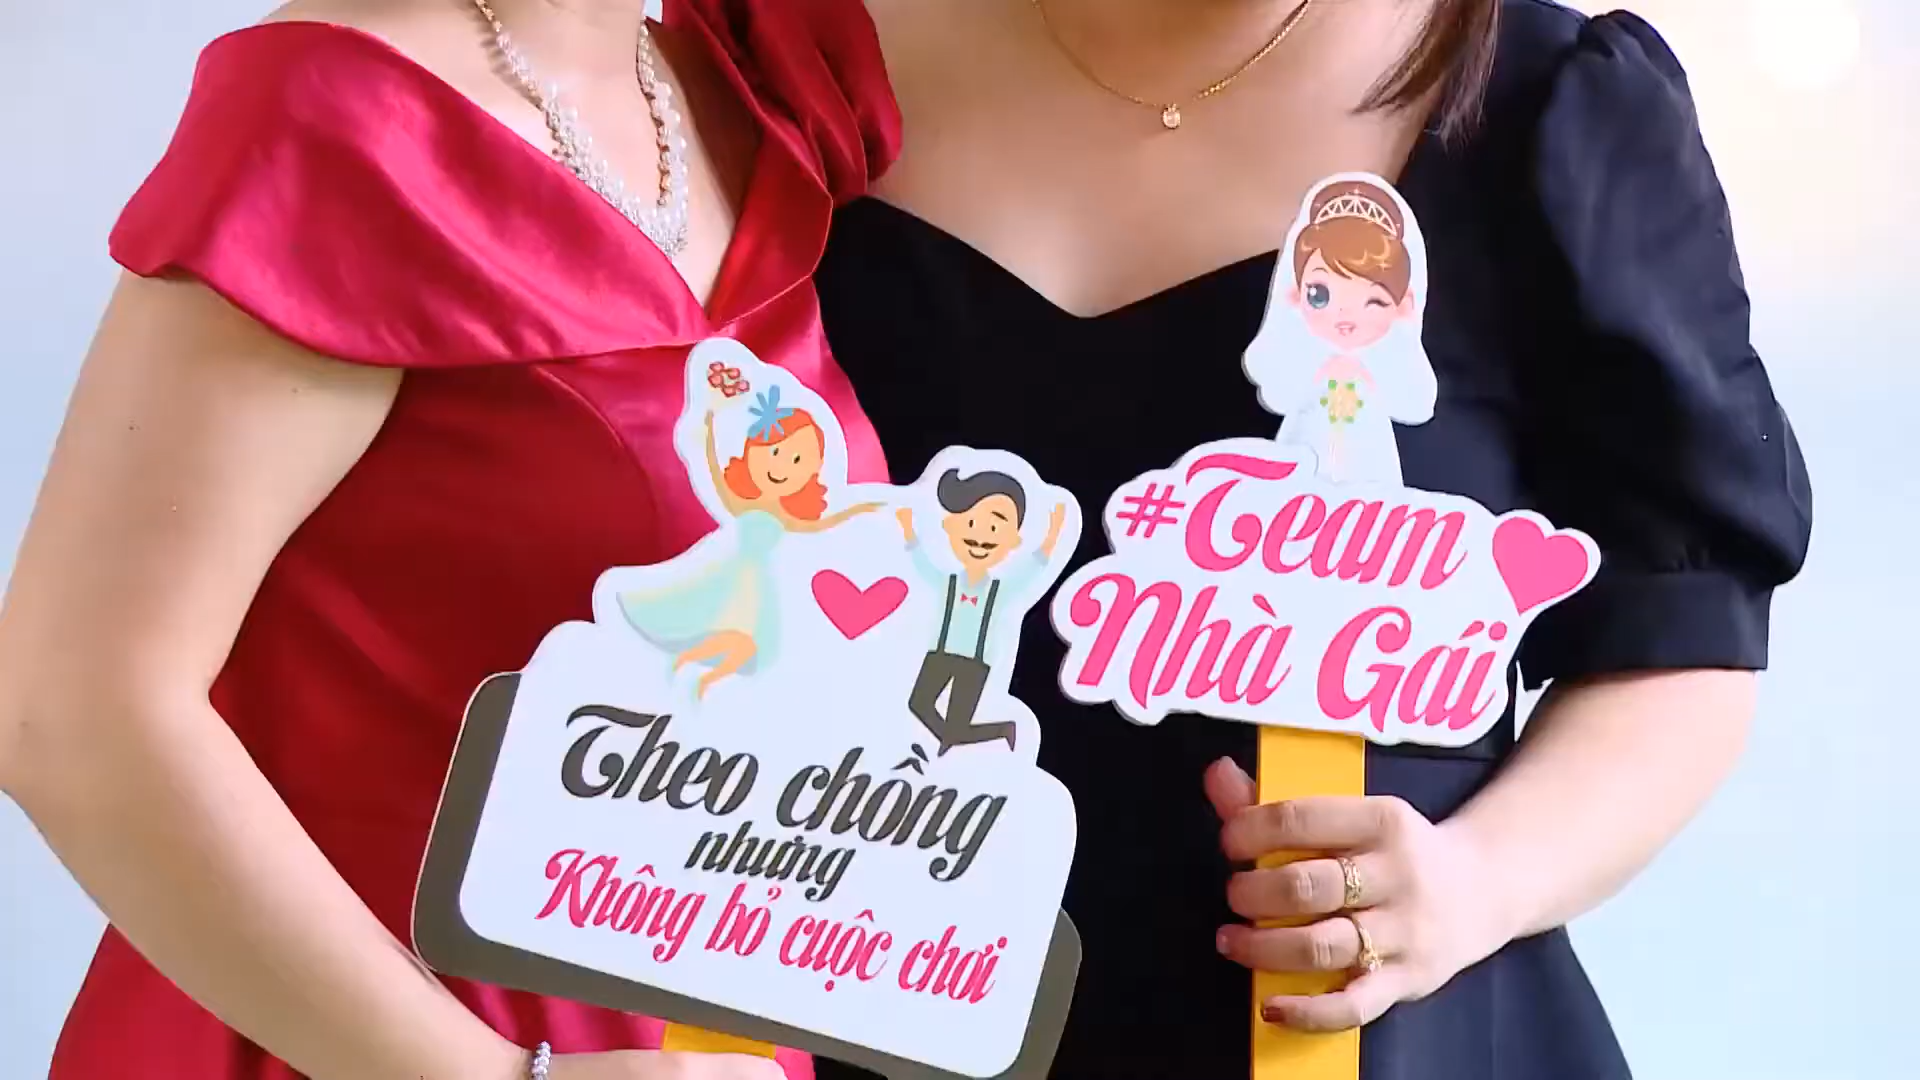 Theo chồng
nhưng
Không bỏ cuộc chơi
#Team
Nhà Gái